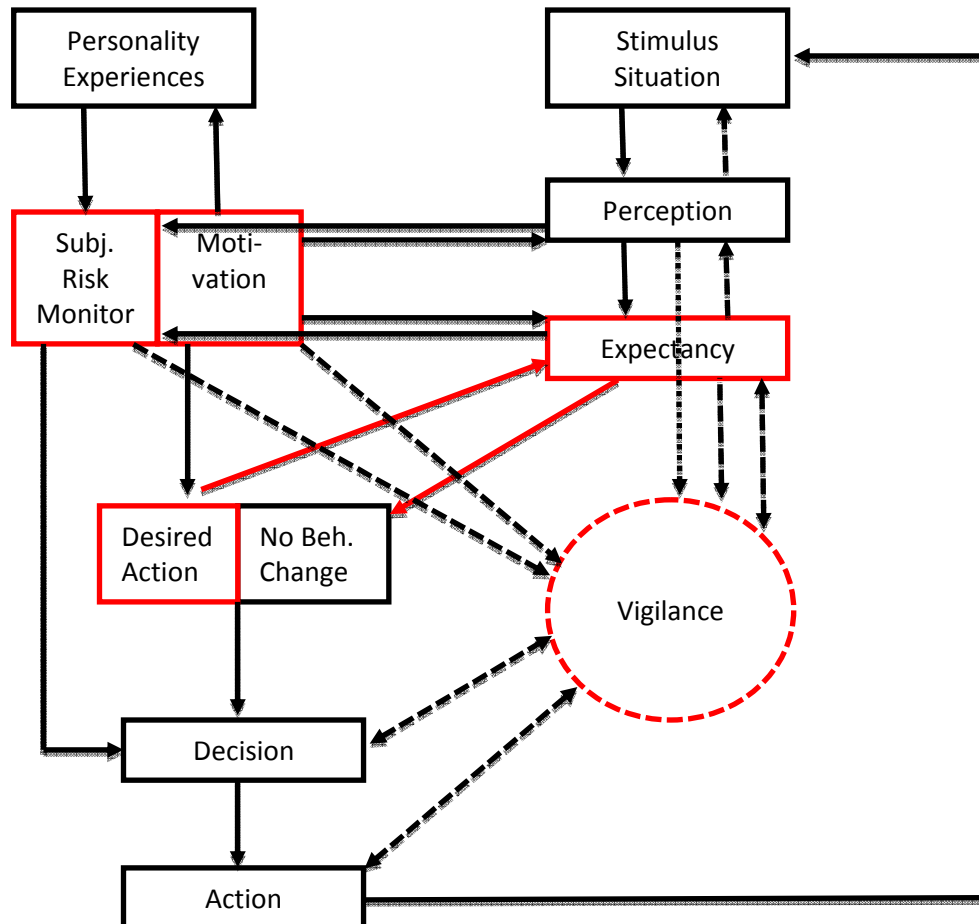 Personality
Experiences
Stimulus
Situation
Perception
Subj.
Risk
Monitor
Moti-
vation
Expectancy
Desired
Action
No Beh.
Change
Vigilance
Decision
Action